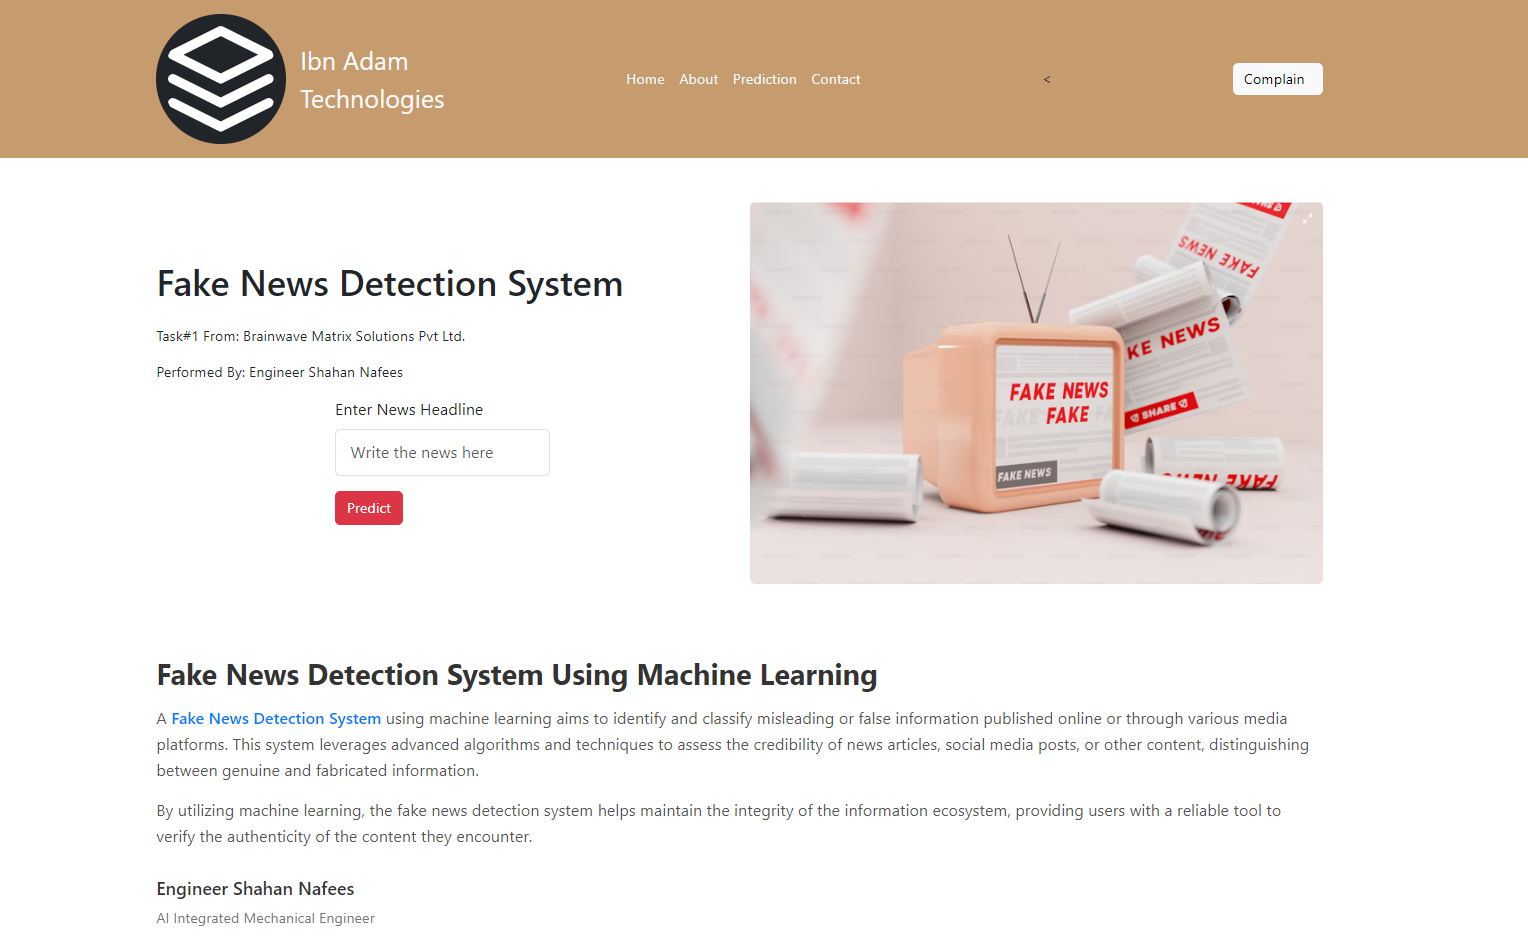 Ibn Adam
Technologies
Home About Prediction Contact
<
Complain
Fake News Detection System
Task#1 From: Brainwave Matrix Solutions Pvt Ltd.
Performed By: Engineer Shahan Nafees
Enter News Headline
Write the news here
Predict
FAKE NEWS
KE NEWS
FAKE NEWS
FAKE FAKE FA
SHARE
FAKE NEWS
FAKE NEWS
Fake News Detection System Using Machine Learning
A Fake News Detection System using machine learning aims to identify and classify misleading or false information published online or through various media
platforms. This system leverages advanced algorithms and techniques to assess the credibility of news articles, social media posts, or other content, distinguishing
between genuine and fabricated information.
By utilizing machine learning, the fake news detection system helps maintain the integrity of the information ecosystem, providing users with a reliable tool to
verify the authenticity of the content they encounter.
Engineer Shahan Nafees
AI Integrated Mechanical Engineer